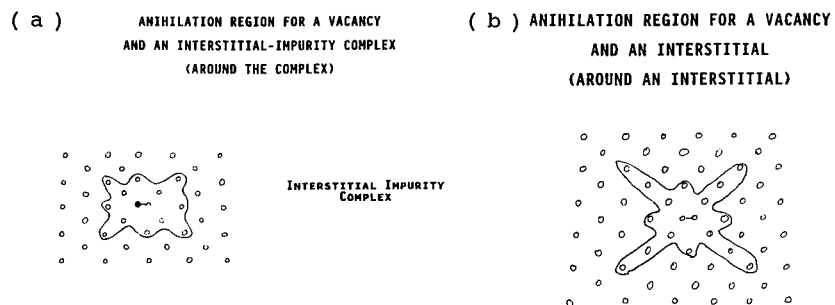 ( a )
ANIHILATION REGION FOR A VACANCY
AND AN INTERSTITIAL-IMPURITY COMPLEX
(AROUND THE COMPLEX)
INTERSTITIAL IMPURITY
COMPLEX
( b )
ANIHILATION REGION FOR A VACANCY
AND AN INTERSTITIAL
(AROUND AN INTERSTITIAL)